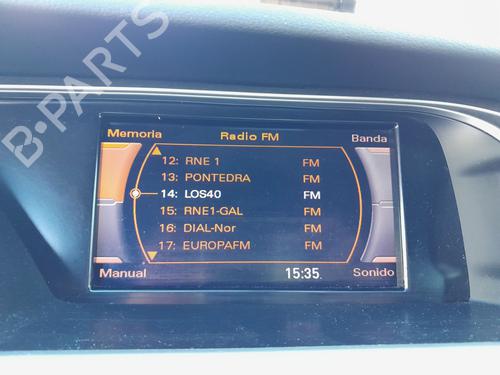 B-PARTS
Memoria Radio FM Banda
12: RNE 1 FM
13: PONTEDRA FM
14: LOS40 FM
15: RNE1-GAL FM
16: DIAL-Nor FM
17: EUROPAFM FM
Manual 15:35 Sonido